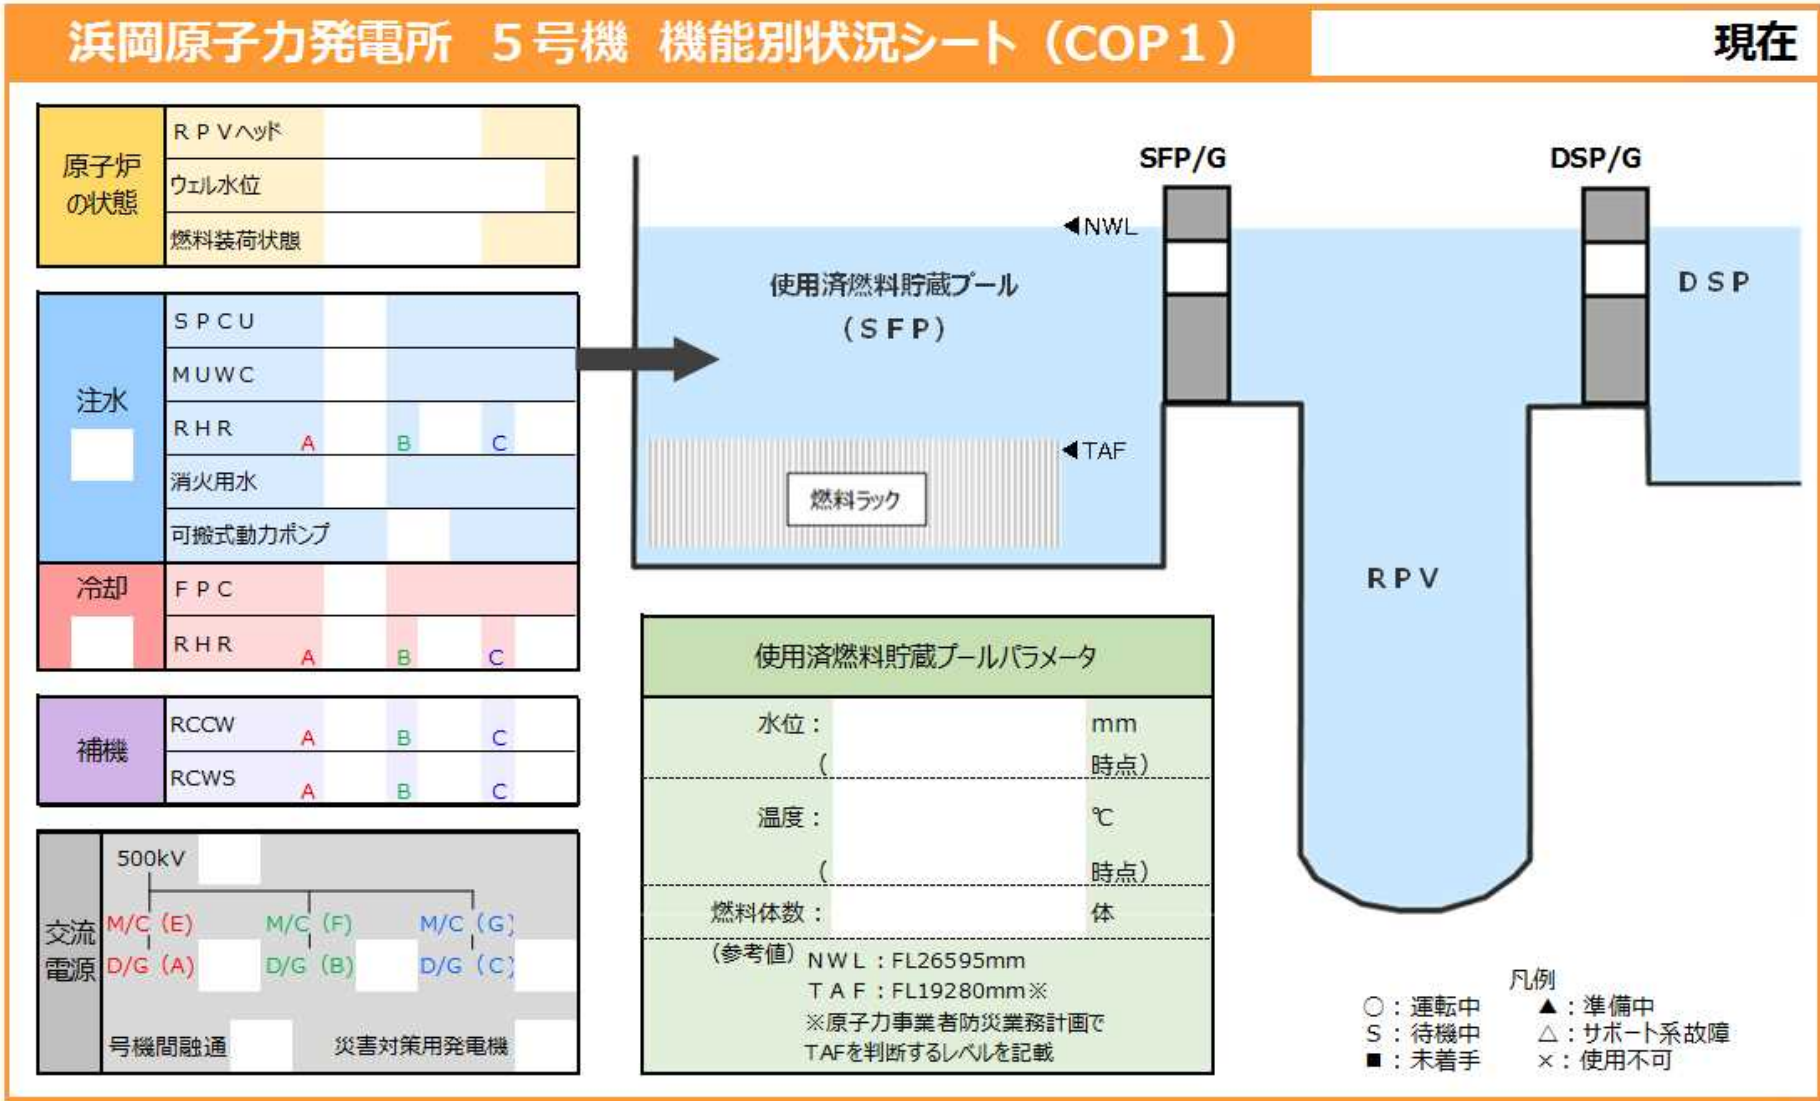 浜岡原子力発電所 5号機 機能別状況シート（COP1）
現在
原子炉
の状態
RPVヘッド
ウェル水位
燃料装荷状態
注水
SPCU
MUWC
RHR A B C
消火用水
可搬式動力ポンプ
冷却
FPC
RHR A B C
補機
RCCW A B C
RCWS A B C
交流
電源
500kV
M/C（E） M/C（F） M/C（G）
D/G（A） D/G（B） D/G（C）
号機間融通 災害対策用発電機
SFP/G
DSP/G
◀NWL
使用済燃料貯蔵プール
（SFP）
DSP
◀TAF
燃料ラック
RPV
使用済燃料貯蔵プールパラメータ
水位： mm
（ 時点）
温度： ℃
（ 時点）
燃料体数： 体
（参考値） NWL：FL26595mm
TAF：FL19280mm※
※原子力事業者防災業務計画で
TAFを判断するレベルを記載
凡例
○：運転中 ▲：準備中
S：待機中 △：サポート系故障
■：未着手 ×：使用不可